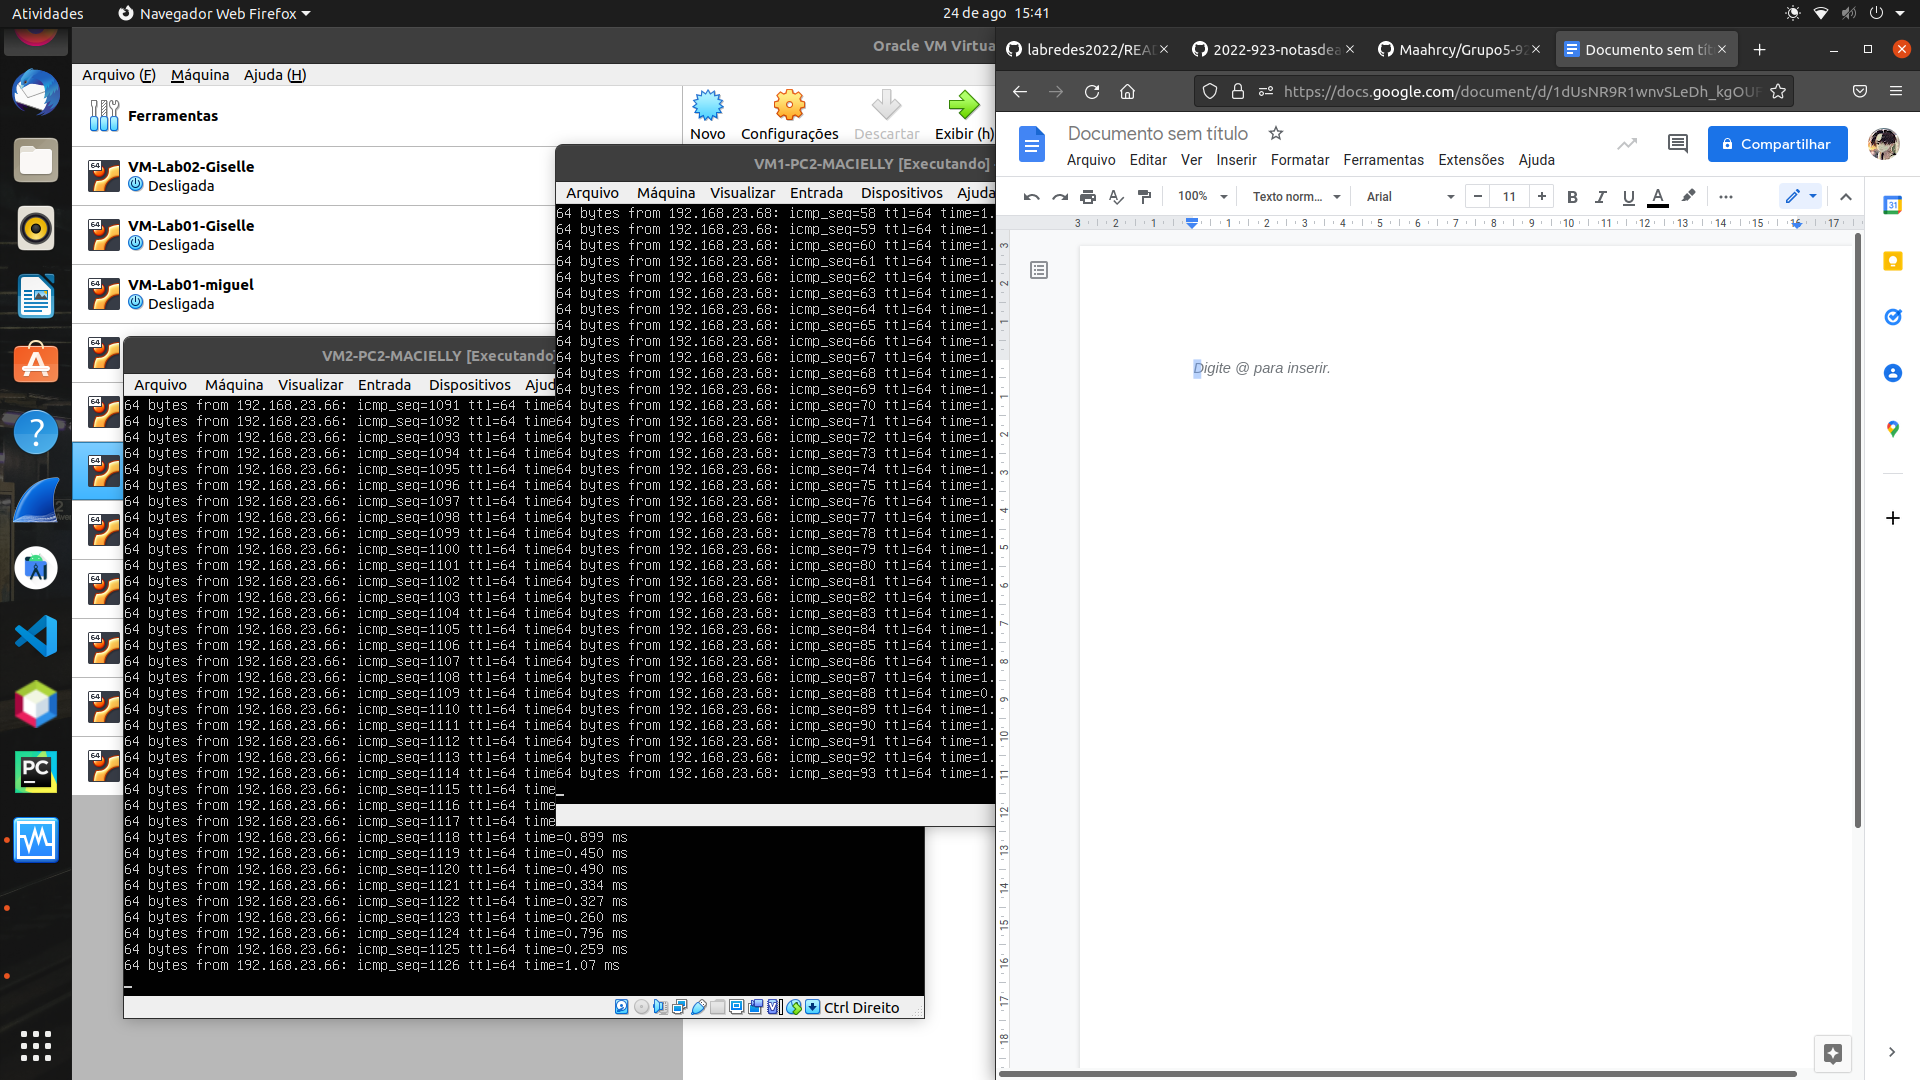 Atividades
Navegador Web Firefox
24 de ago 15:41
Oracle VM Virtua
Arquivo (F) Máquina Ajuda (H)
Ferramentas
Novo Configurações Descartar Exibir (h)
VM-Lab02-Giselle
Desligada
VM-Lab01-Giselle
Desligada
VM-Lab01-miguel
Desligada
VM2-PC2-MACIELLY [Executando
Arquivo Máquina Visualizar Entrada Dispositivos Ajud
64 bytes from 192.168.23.66: icmp_seq=1091 ttl=64 time
64 bytes from 192.168.23.66: icmp_seq=1092 ttl=64 time
64 bytes from 192.168.23.66: icmp_seq=1093 ttl=64 time
64 bytes from 192.168.23.66: icmp_seq=1094 ttl=64 time
64 bytes from 192.168.23.66: icmp_seq=1095 ttl=64 time
64 bytes from 192.168.23.66: icmp_seq=1096 ttl=64 time
64 bytes from 192.168.23.66: icmp_seq=1097 ttl=64 time
64 bytes from 192.168.23.66: icmp_seq=1098 ttl=64 time
64 bytes from 192.168.23.66: icmp_seq=1099 ttl=64 time
64 bytes from 192.168.23.66: icmp_seq=1100 ttl=64 time
64 bytes from 192.168.23.66: icmp_seq=1101 ttl=64 time
64 bytes from 192.168.23.66: icmp_seq=1102 ttl=64 time
64 bytes from 192.168.23.66: icmp_seq=1103 ttl=64 time
64 bytes from 192.168.23.66: icmp_seq=1104 ttl=64 time
64 bytes from 192.168.23.66: icmp_seq=1105 ttl=64 time
64 bytes from 192.168.23.66: icmp_seq=1106 ttl=64 time
64 bytes from 192.168.23.66: icmp_seq=1107 ttl=64 time
64 bytes from 192.168.23.66: icmp_seq=1108 ttl=64 time
64 bytes from 192.168.23.66: icmp_seq=1109 ttl=64 time
64 bytes from 192.168.23.66: icmp_seq=1110 ttl=64 time
64 bytes from 192.168.23.66: icmp_seq=1111 ttl=64 time
64 bytes from 192.168.23.66: icmp_seq=1112 ttl=64 time
64 bytes from 192.168.23.66: icmp_seq=1113 ttl=64 time
64 bytes from 192.168.23.66: icmp_seq=1114 ttl=64 time
64 bytes from 192.168.23.66: icmp_seq=1115 ttl=64 time
64 bytes from 192.168.23.66: icmp_seq=1116 ttl=64 time
64 bytes from 192.168.23.66: icmp_seq=1117 ttl=64 time
64 bytes from 192.168.23.66: icmp_seq=1118 ttl=64 time=0.899 ms
64 bytes from 192.168.23.66: icmp_seq=1119 ttl=64 time=0.450 ms
64 bytes from 192.168.23.66: icmp_seq=1120 ttl=64 time=0.490 ms
64 bytes from 192.168.23.66: icmp_seq=1121 ttl=64 time=0.334 ms
64 bytes from 192.168.23.66: icmp_seq=1122 ttl=64 time=0.327 ms
64 bytes from 192.168.23.66: icmp_seq=1123 ttl=64 time=0.260 ms
64 bytes from 192.168.23.66: icmp_seq=1124 ttl=64 time=0.796 ms
64 bytes from 192.168.23.66: icmp_seq=1125 ttl=64 time=0.259 ms
64 bytes from 192.168.23.66: icmp_seq=1126 ttl=64 time=1.07 ms
Ctrl Direito
VM1-PC2-MACIELLY [Executando] -
Arquivo Máquina Visualizar Entrada Dispositivos Ajuda
64 bytes from 192.168.23.68: icmp_seq=58 ttl=64 time=1.
64 bytes from 192.168.23.68: icmp_seq=59 ttl=64 time=1.
64 bytes from 192.168.23.68: icmp_seq=60 ttl=64 time=1.
64 bytes from 192.168.23.68: icmp_seq=61 ttl=64 time=1.
64 bytes from 192.168.23.68: icmp_seq=62 ttl=64 time=1.
64 bytes from 192.168.23.68: icmp_seq=63 ttl=64 time=1.
64 bytes from 192.168.23.68: icmp_seq=64 ttl=64 time=1.
64 bytes from 192.168.23.68: icmp_seq=65 ttl=64 time=1.
64 bytes from 192.168.23.68: icmp_seq=66 ttl=64 time=1.
64 bytes from 192.168.23.68: icmp_seq=67 ttl=64 time=1.
64 bytes from 192.168.23.68: icmp_seq=68 ttl=64 time=1.
64 bytes from 192.168.23.68: icmp_seq=69 ttl=64 time=1.
64 bytes from 192.168.23.68: icmp_seq=70 ttl=64 time=1.
64 bytes from 192.168.23.68: icmp_seq=71 ttl=64 time=1.
64 bytes from 192.168.23.68: icmp_seq=72 ttl=64 time=1.
64 bytes from 192.168.23.68: icmp_seq=73 ttl=64 time=1.
64 bytes from 192.168.23.68: icmp_seq=74 ttl=64 time=1.
64 bytes from 192.168.23.68: icmp_seq=75 ttl=64 time=1.
64 bytes from 192.168.23.68: icmp_seq=76 ttl=64 time=1.
64 bytes from 192.168.23.68: icmp_seq=77 ttl=64 time=1.
64 bytes from 192.168.23.68: icmp_seq=78 ttl=64 time=1.
64 bytes from 192.168.23.68: icmp_seq=79 ttl=64 time=1.
64 bytes from 192.168.23.68: icmp_seq=80 ttl=64 time=1.
64 bytes from 192.168.23.68: icmp_seq=81 ttl=64 time=1.
64 bytes from 192.168.23.68: icmp_seq=82 ttl=64 time=1.
64 bytes from 192.168.23.68: icmp_seq=83 ttl=64 time=1.
64 bytes from 192.168.23.68: icmp_seq=84 ttl=64 time=1.
64 bytes from 192.168.23.68: icmp_seq=85 ttl=64 time=1.
64 bytes from 192.168.23.68: icmp_seq=86 ttl=64 time=1.
64 bytes from 192.168.23.68: icmp_seq=87 ttl=64 time=1.
64 bytes from 192.168.23.68: icmp_seq=88 ttl=64 time=0.
64 bytes from 192.168.23.68: icmp_seq=89 ttl=64 time=1.
64 bytes from 192.168.23.68: icmp_seq=90 ttl=64 time=1.
64 bytes from 192.168.23.68: icmp_seq=91 ttl=64 time=1.
64 bytes from 192.168.23.68: icmp_seq=92 ttl=64 time=1.
64 bytes from 192.168.23.68: icmp_seq=93 ttl=64 time=1.
labredes2022/REA
2022-923-notasdea
Maahrcy/Grupo5-92
Documento sem tít
https://docs.google.com/document/d/1dUsNR9R1wnvSLeDh_kgOUF
Documento sem título
Arquivo Editar Ver Inserir Formatar Ferramentas Extensões Ajuda
Compartilhar
100% Texto norm... Arial 11 B I U A
3 2 1 1 2 3 4 5 6 7 8 9 10 11 12 13 14 15 16 17
Digite @ para inserir.